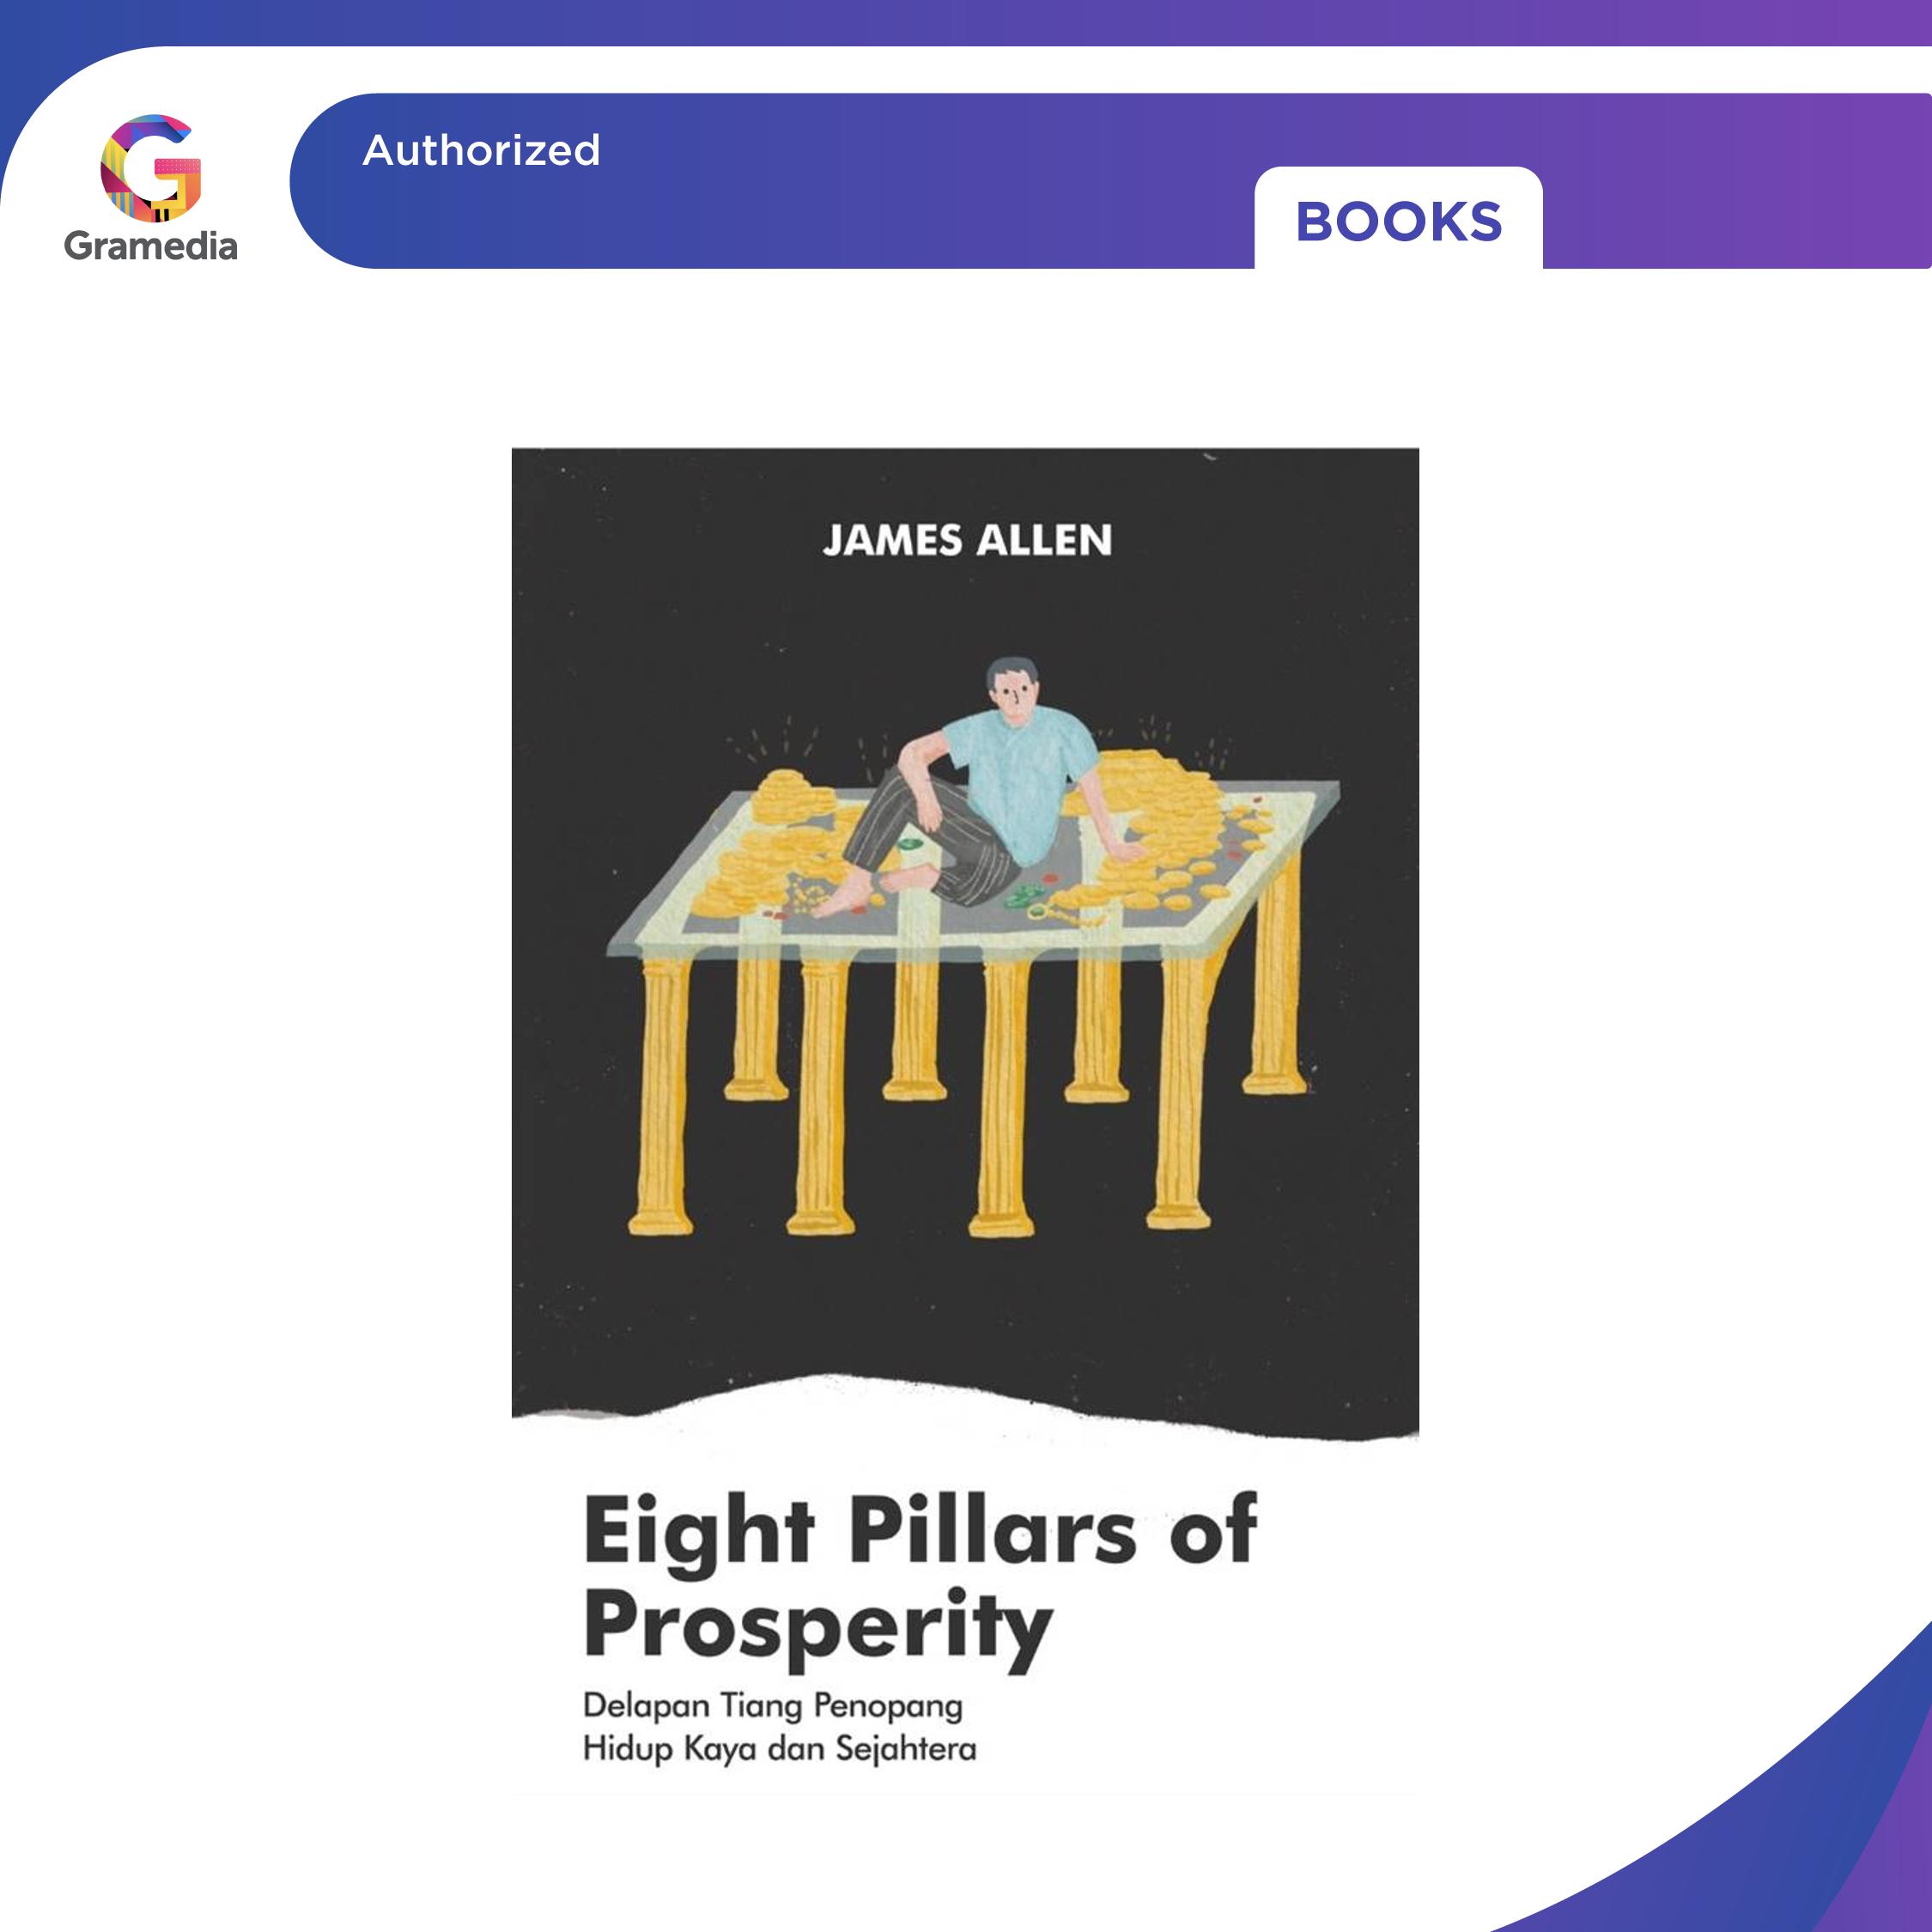 Gramedia
Authorized
BOOKS
JAMES ALLEN
Eight Pillars of
Prosperity
Delapan Tiang Penopang
Hidup Kaya dan Sejahtera